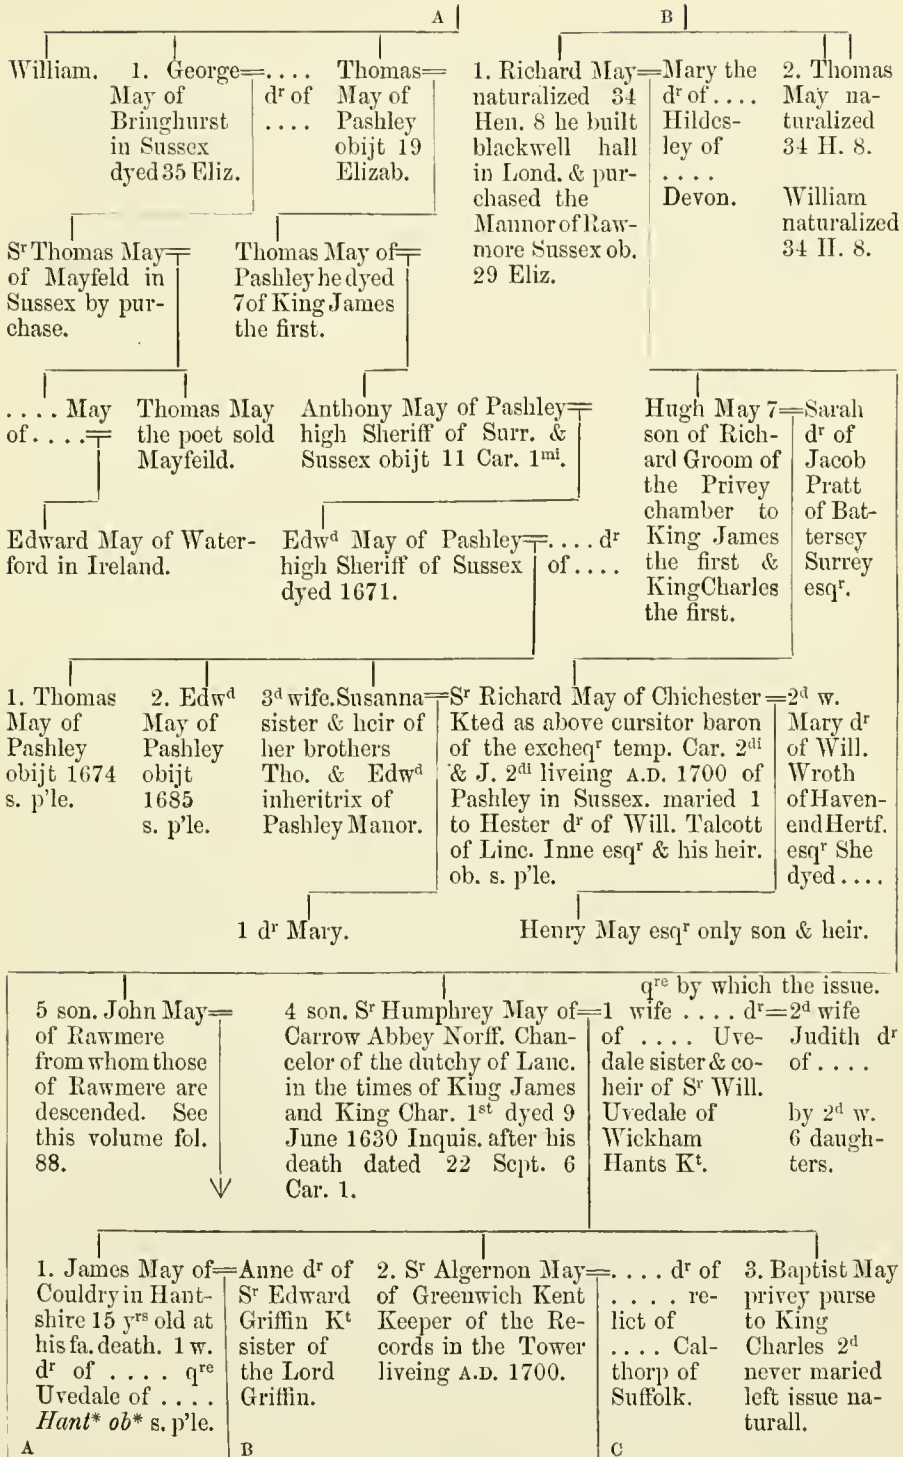 A B
William.
1. George=....
May of
Bringhurst
in Sussex
dyed 35 Eliz.
dr of
....
Thomas=
May of
Pashley
obijt 19
Elizab.
1. Richard May=Mary the
naturalized 34
Hen. 8 he built
blackwell hall
in Lond. & pur-
chased the
Mannor of Raw-
more Sussex ob.
29 Eliz.
dr of ....
Hildes-
ley of
....
Devon.
2. Thomas
May na-
turalized
34 H. 8.
William
naturalized
34 H. 8.
Sr Thomas May=
of Mayfeld in
Sussex by pur-
chase.
Thomas May of=
Pashley he dyed
7 of King James
the first.
.... May
of ....=
Thomas May
the poet sold
Mayfeild.
Anthony May of Pashley=
high Sheriff of Surr. &
Sussex obijt 11 Car. 1mi.
Hugh May 7=Sarah
son of Rich-
ard Groom of
the Privey
chamber to
King James
the first &
King Charles
the first.
dr of
Jacob
Pratt
of Bat-
tersey
Surrey
esqr.
Edward May of Water-
ford in Ireland.
Edwd May of Pashley=.... dr
high Sheriff of Sussex
dyed 1671.
of ....
1. Thomas
May of
Pashley
obijt 1674
s. p'le.
2. Edwd
May of
Pashley
obijt
1685
s. p'le.
3d wife. Susanna=Sr Richard May of Chichester=2d w.
sister & heir of
her brothers
Tho. & Edwd
inheritrix of
Pashley Manor.
Kted as above cursitor baron
of the excheqr temp. Car. 2di
& J. 2di liveing A.D. 1700 of
Pashley in Sussex. maried 1
to Hester dr of Will. Talcott
of Linc. Inne esqr & his heir.
ob. s. p'le.
Mary dr
of Will.
Wroth
of Haven-
end Hertf.
esqr She
dyed ....
1 dr Mary.
Henry May esqr only son & heir.
qre by which the issue.
5 son. John May=
of Rawmere
from whom those
of Rawmere are
descended. See
this volume fol.
88.
4 son. Sr Humphrey May of=1 wife .... dr=2d wife
Carrow Abbey Norff. Chan-
celor of the dutchy of Lanc.
in the times of King James
and King Char. 1st dyed 9
June 1630 Inquis. after his
death dated 22 Sept. 6
Car. 1.
of .... Uve-
dale sister & co-
heir of Sr Will.
Uvedale of
Wickham
Hants Kt.
Judith dr
of ....
by 2d w.
6 daugh-
ters.
1. James May of=Anne dr of
Couldry in Hant-
shire 15 yrs old at
his fa. death. 1 w.
dr of .... qre
Uvedale of ....
Hant* ob* s. p'le.
Sr Edward
Griffin Kt
sister of
the Lord
Griffin.
2. Sr Algernon May=.... dr of
of Greenwich Kent
Keeper of the Re-
cords in the Tower
liveing A.D. 1700.
.... re-
lict of
.... Cal-
thorp of
Suffolk.
3. Baptist May
privey purse
to King
Charles 2d
never maried
left issue na-
turall.
A B C